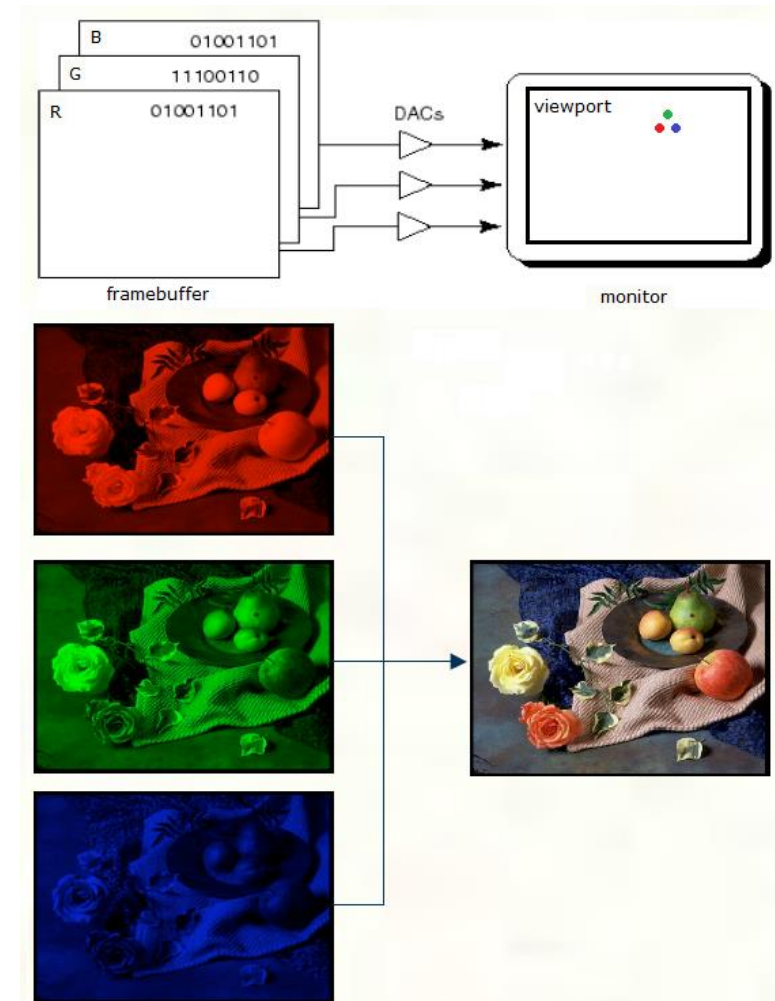 B 01001101
G 11100110
R 01001101
DACs
viewport
framebuffer
monitor